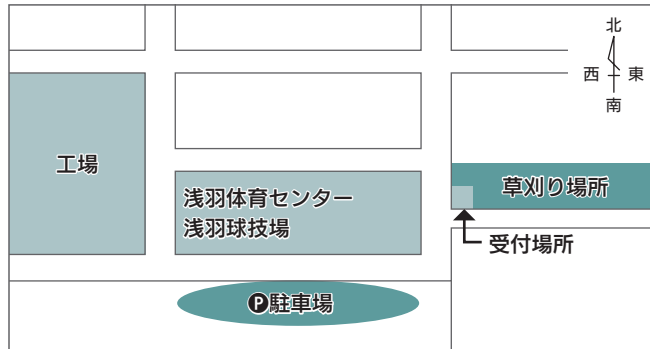 北
西 東
南
工場
浅羽体育センター
浅羽球技場
草刈り場所
受付場所
P駐車場